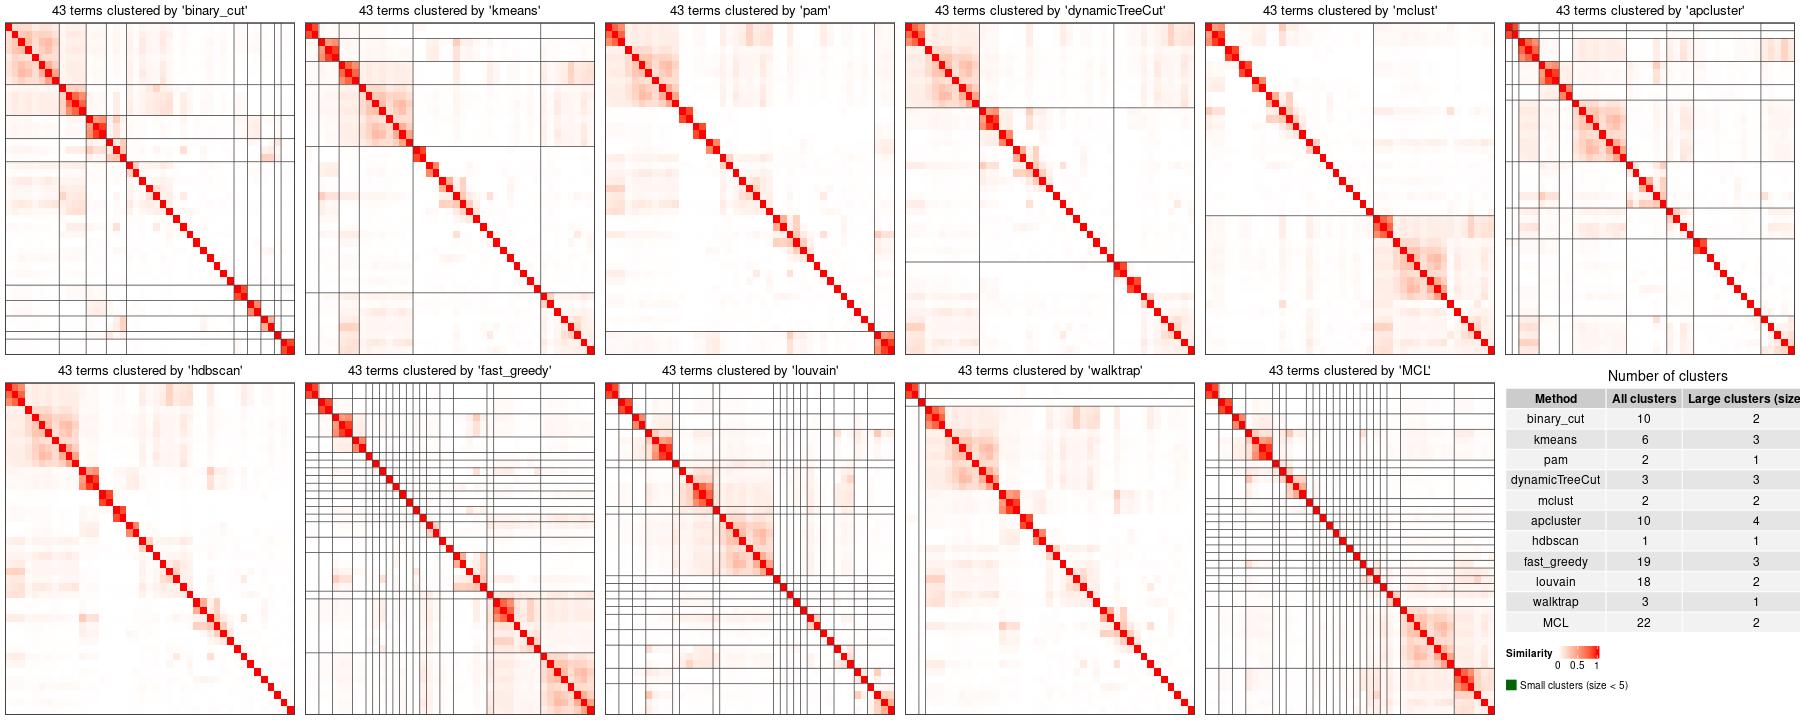 43 terms clustered by 'binary_cut'
43 terms clustered by 'kmeans'
43 terms clustered by 'pam'
43 terms clustered by 'dynamicTreeCut'
43 terms clustered by 'mclust'
43 terms clustered by 'apcluster'
43 terms clustered by 'hdbscan'
43 terms clustered by 'fast_greedy'
43 terms clustered by 'louvain'
43 terms clustered by 'walktrap'
43 terms clustered by 'MCL'
Number of clusters
Method All clusters Large clusters (size
binary_cut 10 2
kmeans 6 3
pam 2 1
dynamicTreeCut 3 3
mclust 2 2
apcluster 10 4
hdbscan 1 1
fast_greedy 19 3
louvain 18 2
walktrap 3 1
MCL 22 2
Similarity
0 0.5 1
Small clusters (size < 5)